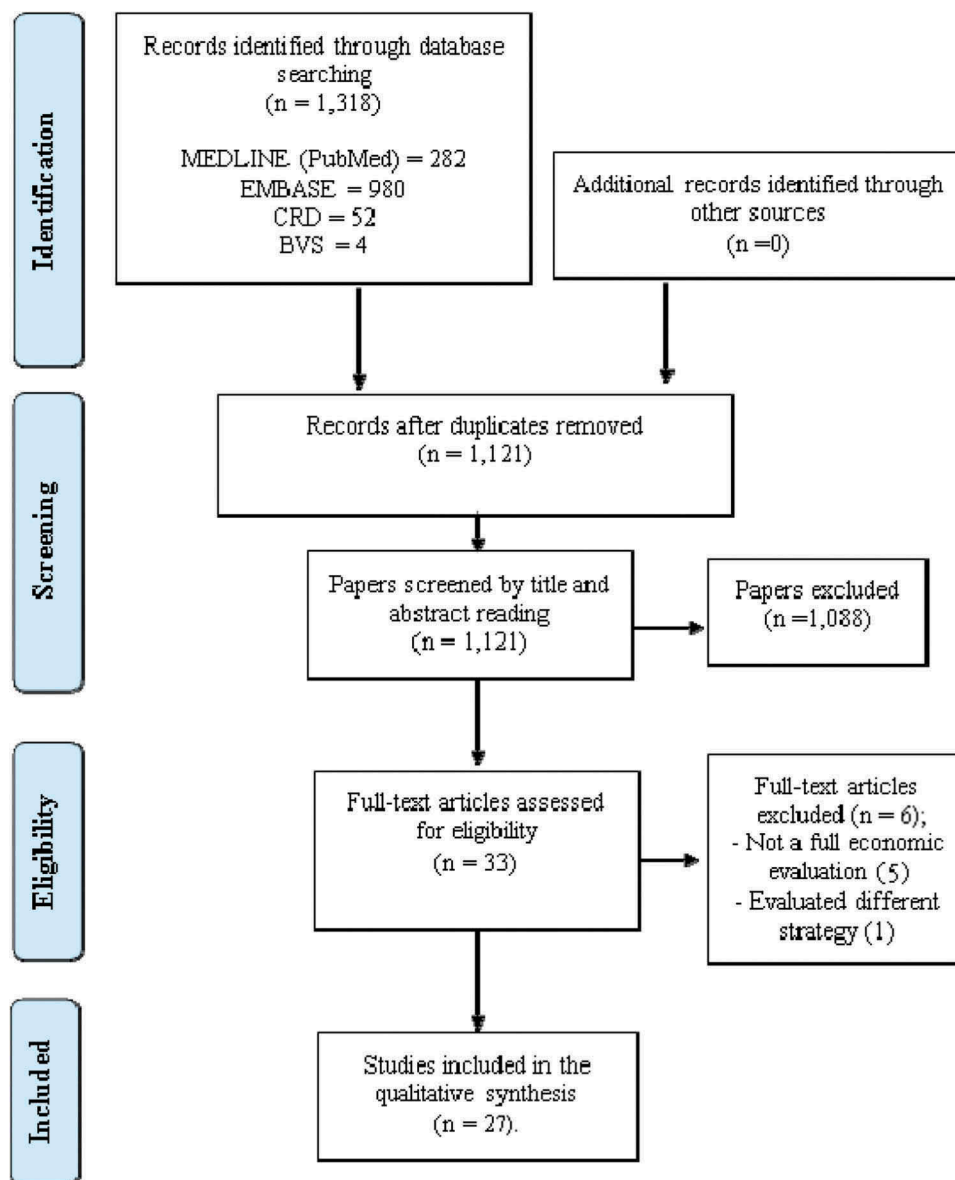 Identification
Records identified through database
searching
(n = 1,318)
MEDLINE (PubMed) = 282
EMBASE = 980
CRD = 52
BVS = 4
Additional records identified through
other sources
(n =0)
Screening
Records after duplicates removed
(n = 1,121)
Papers screened by title and
abstract reading
(n = 1,121)
Papers excluded
(n =1,088)
Eligibility
Full-text articles assessed
for eligibility
(n = 33)
Full-text articles
excluded (n = 6);
- Not a full economic
evaluation (5)
- Evaluated different
strategy (1)
Included
Studies included in the
qualitative synthesis
(n = 27).